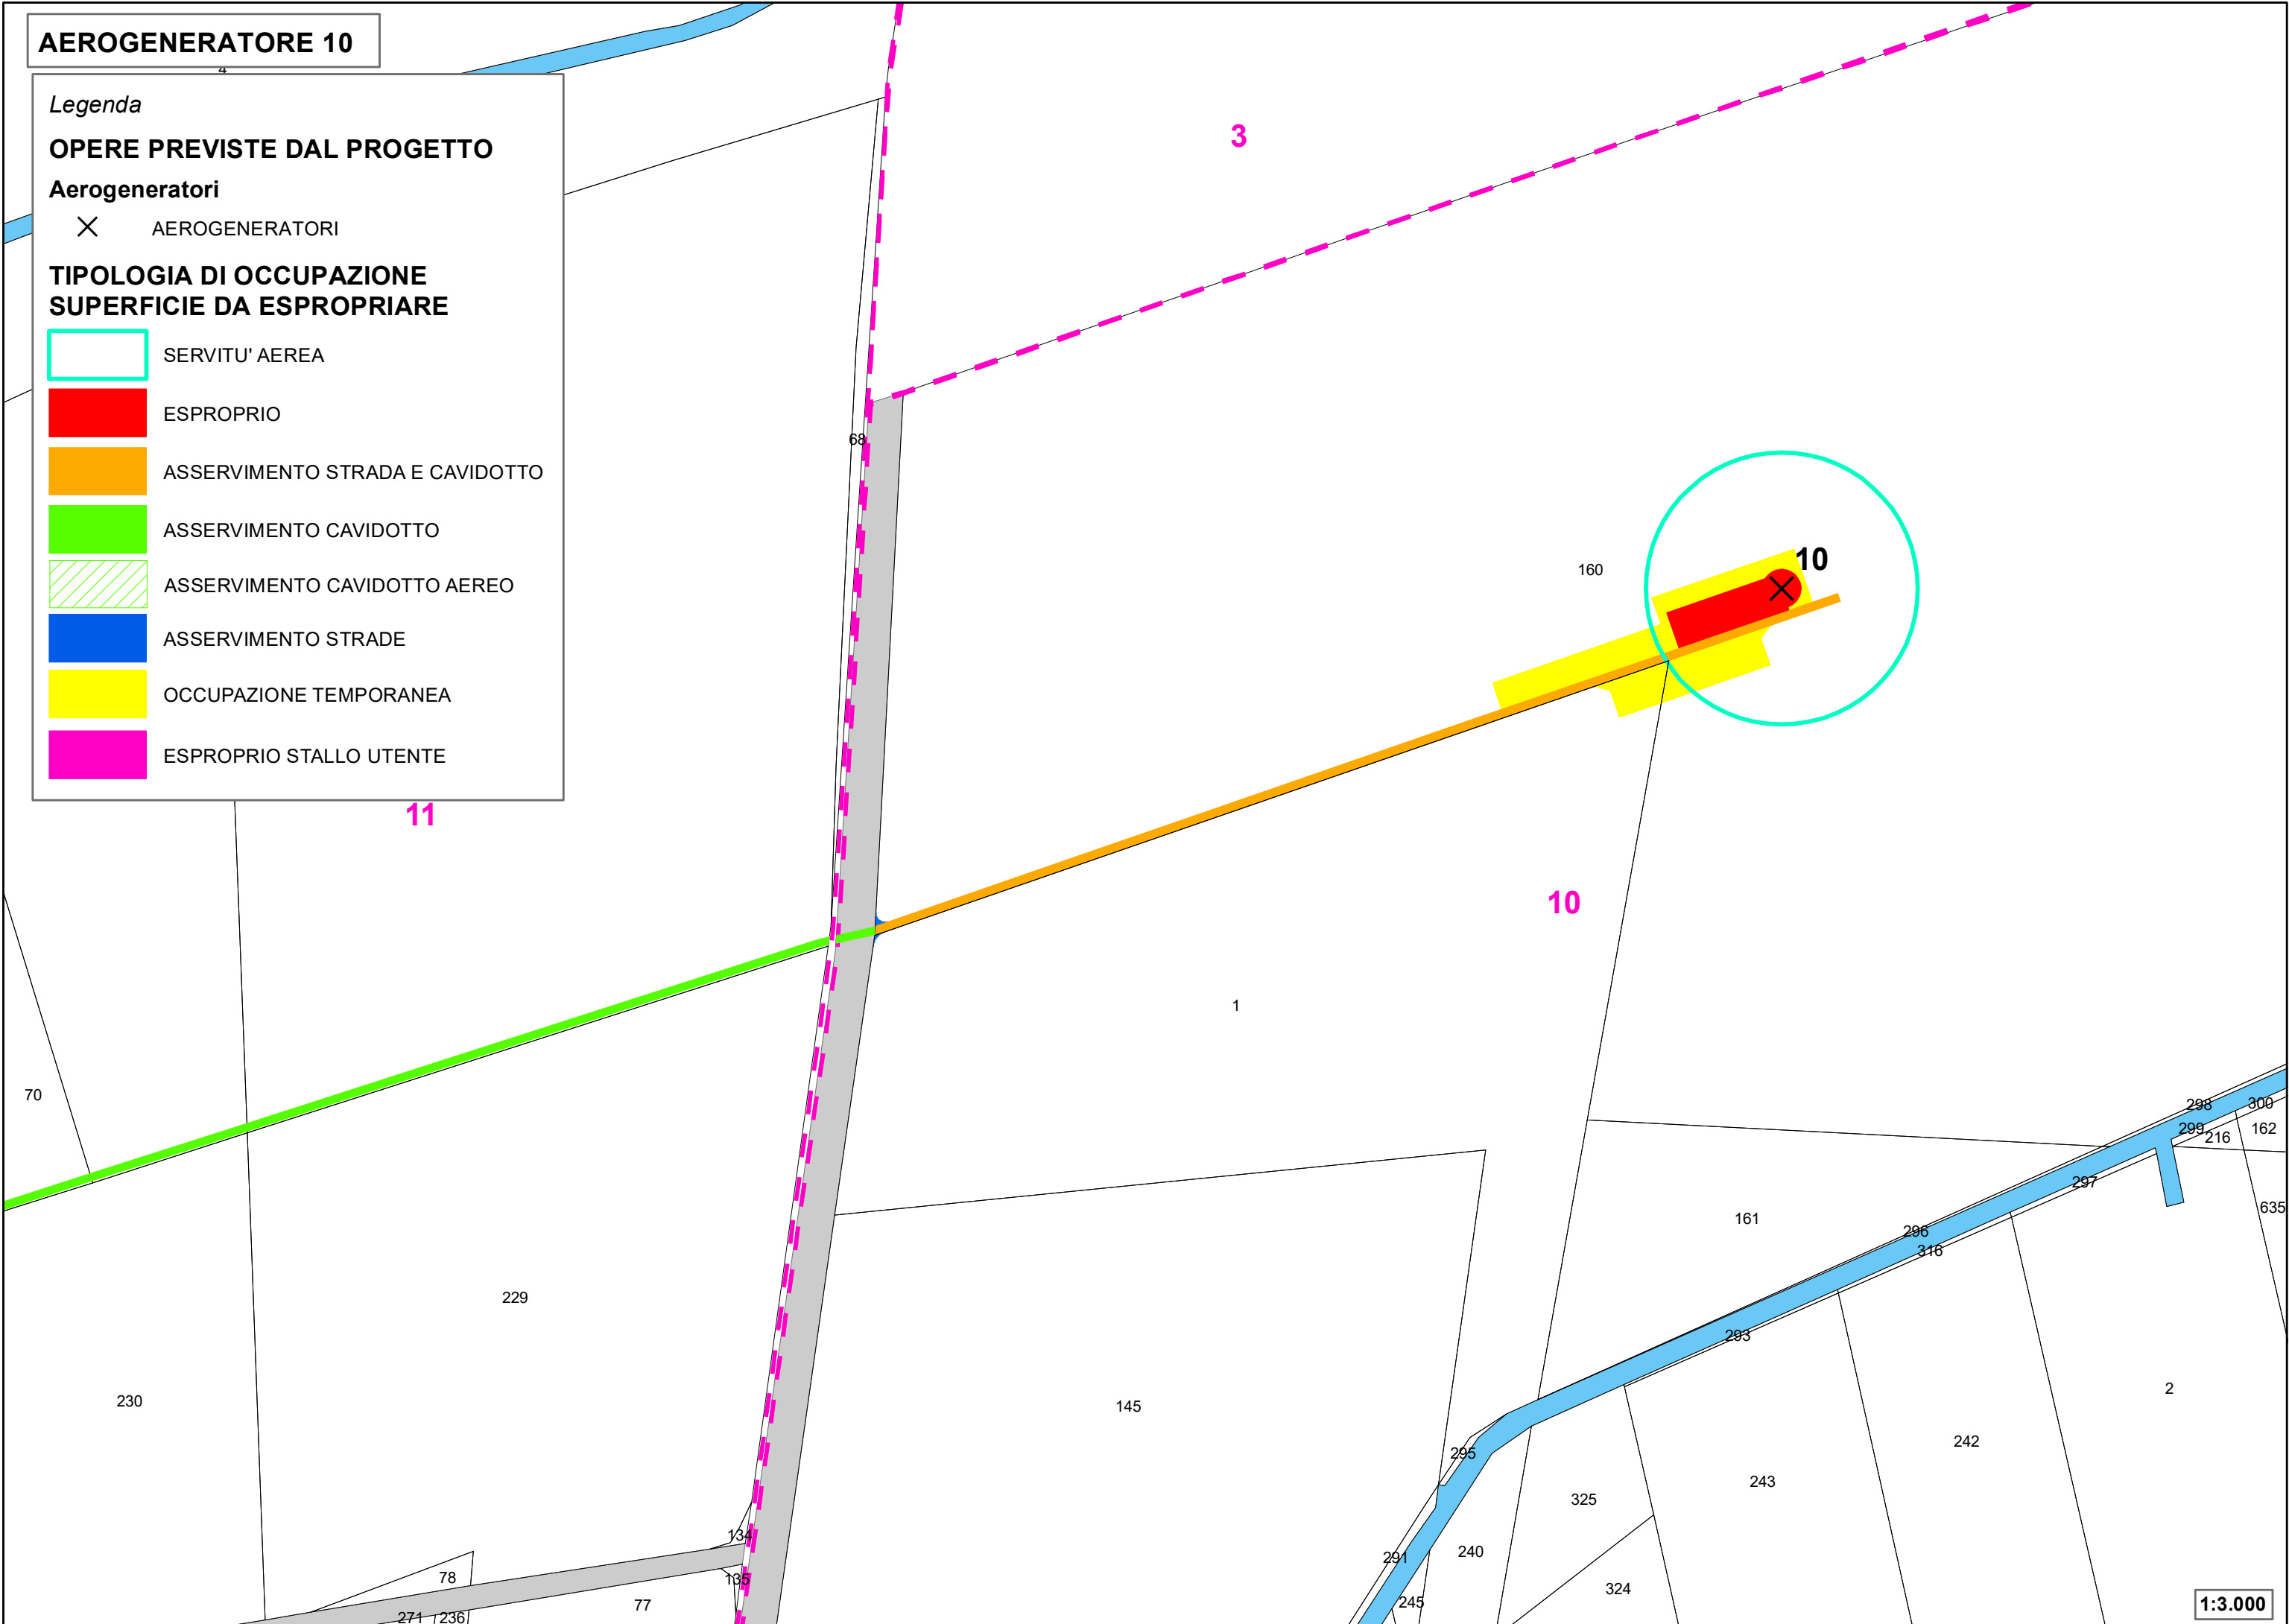 AEROGENERATORE 10
4
Legenda
OPERE PREVISTE DAL PROGETTO
Aerogeneratori
AEROGENERATORI
TIPOLOGIA DI OCCUPAZIONE
SUPERFICIE DA ESPROPRIARE
SERVITU' AEREA
ESPROPRIO
ASSERVIMENTO STRADA E CAVIDOTTO
ASSERVIMENTO CAVIDOTTO
ASSERVIMENTO CAVIDOTTO AEREO
ASSERVIMENTO STRADE
OCCUPAZIONE TEMPORANEA
ESPROPRIO STALLO UTENTE
3
68
160
10
11
10
1
70
298
300
299
216
162
297
635
161
296
316
229
293
230
145
2
295
242
243
325
134
291
240
78
135
324
77
245
271
236
1:3.000